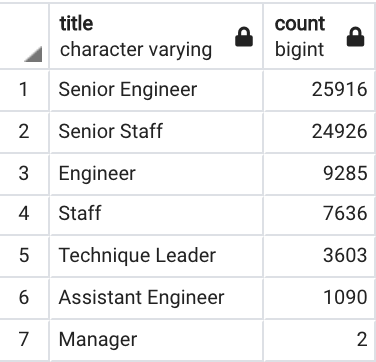 title count
character varying bigint
1 Senior Engineer 25916
2 Senior Staff 24926
3 Engineer 9285
4 Staff 7636
5 Technique Leader 3603
6 Assistant Engineer 1090
7 Manager 2